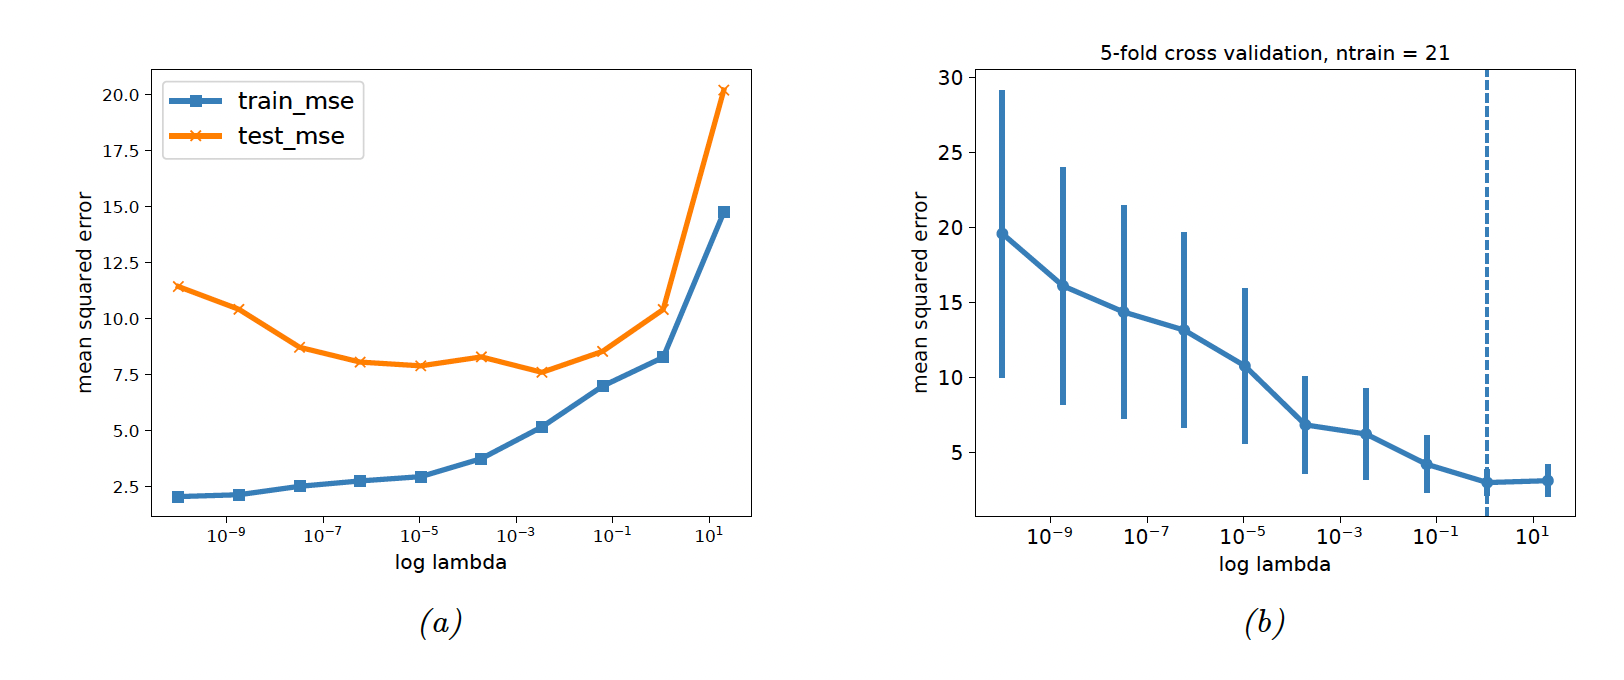 20.0
17.5
15.0
12.5
10.0
7.5
5.0
2.5
mean squared error
train_mse
test_mse
10⁻⁹ 10⁻⁷ 10⁻⁵ 10⁻³ 10⁻¹ 10¹
log lambda
(a)
5-fold cross validation, ntrain = 21
30
25
20
15
10
5
mean squared error
10⁻⁹ 10⁻⁷ 10⁻⁵ 10⁻³ 10⁻¹ 10¹
log lambda
(b)